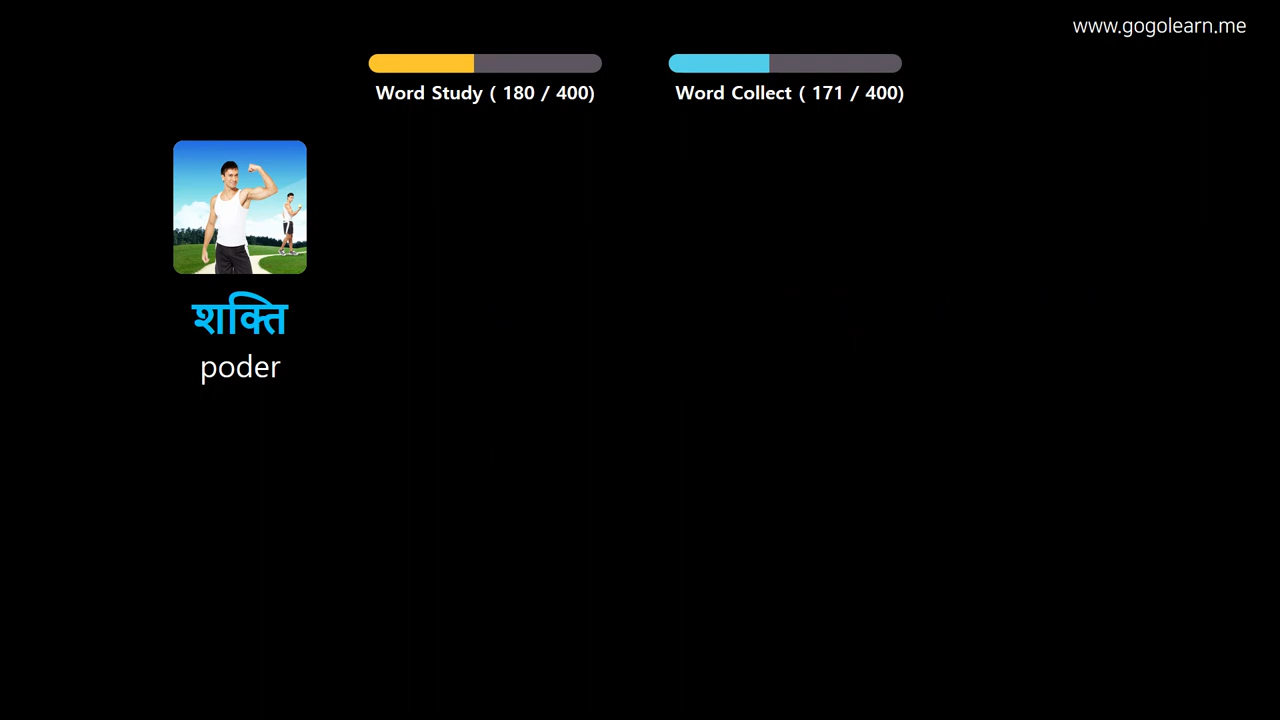 www.gogolearn.me
Word Study ( 180 / 400)
Word Collect ( 171 / 400)
शक्ति
poder